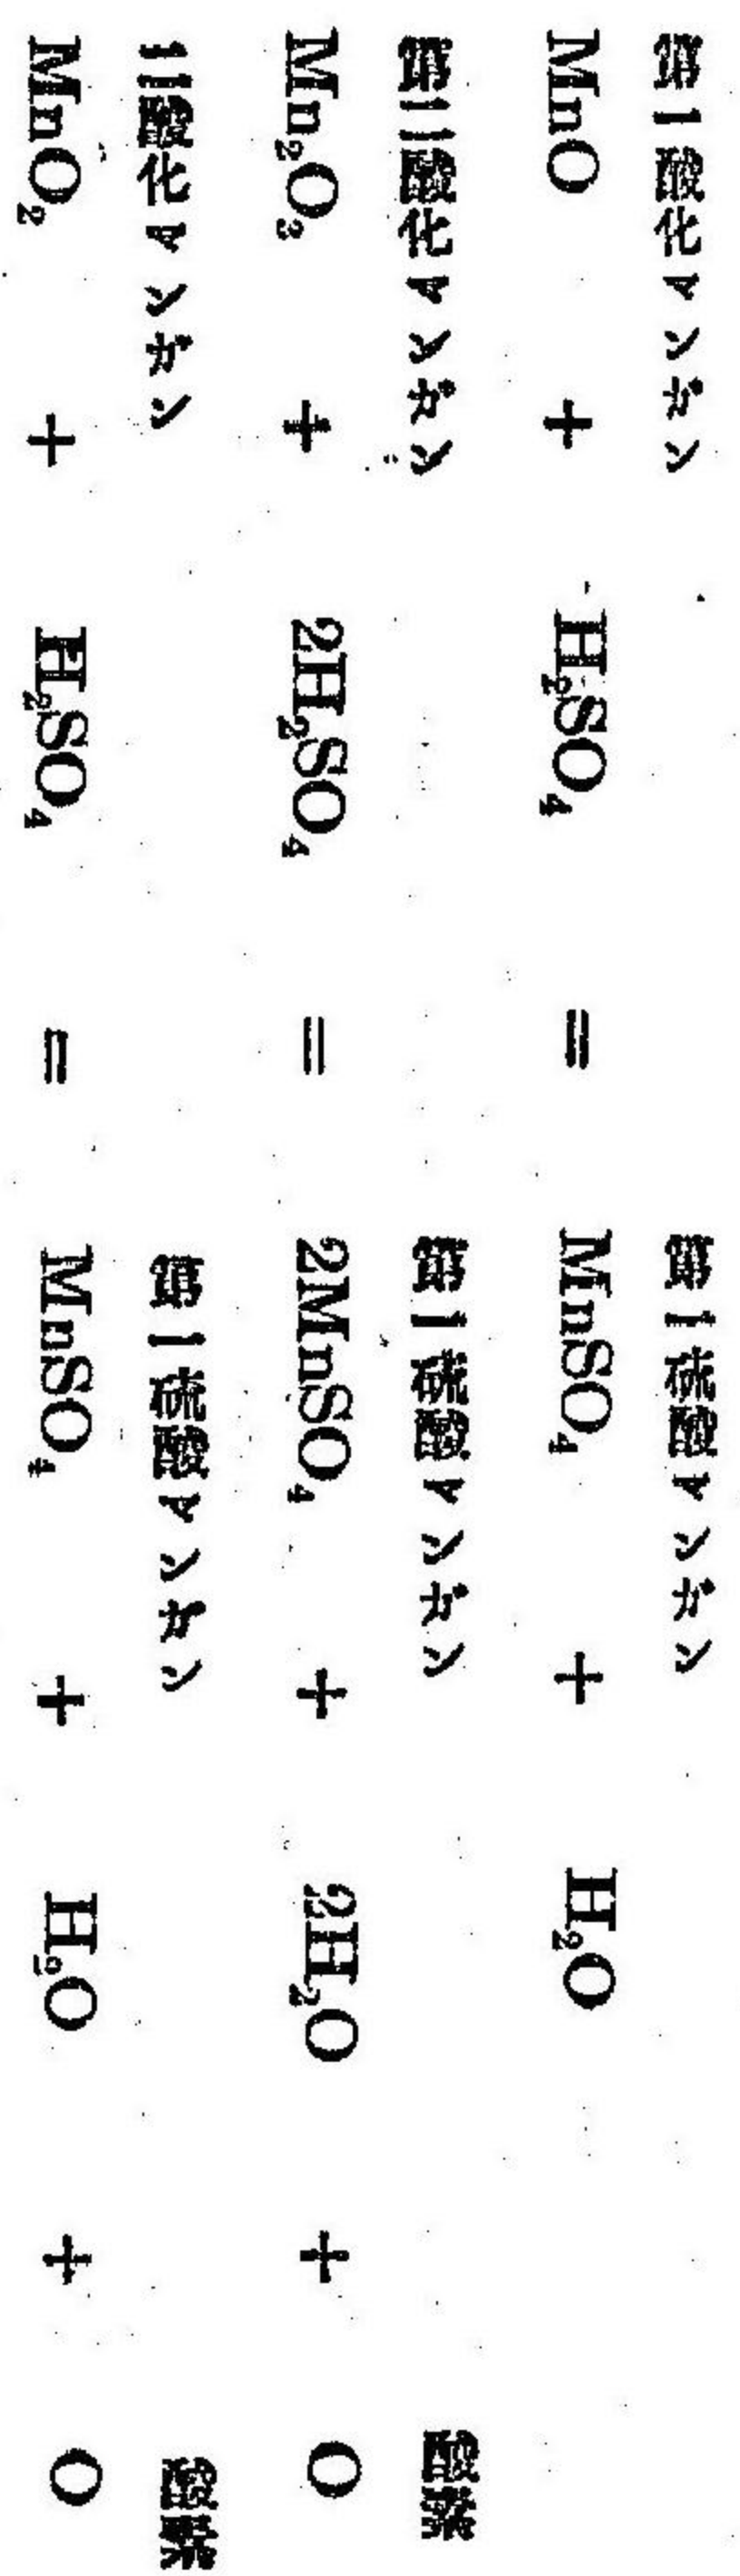 第一酸化マンガン 第一硫酸マンガン
MnO + H₂SO₄ = MnSO₄ + H₂O
第二酸化マンガン 第一硫酸マンガン 酸素
Mn₂O₃ + 2H₂SO₄ = 2MnSO₄ + 2H₂O + O
二酸化マンガン 第一硫酸マンガン 酸素
MnO₂ + H₂SO₄ = MnSO₄ + H₂O + O